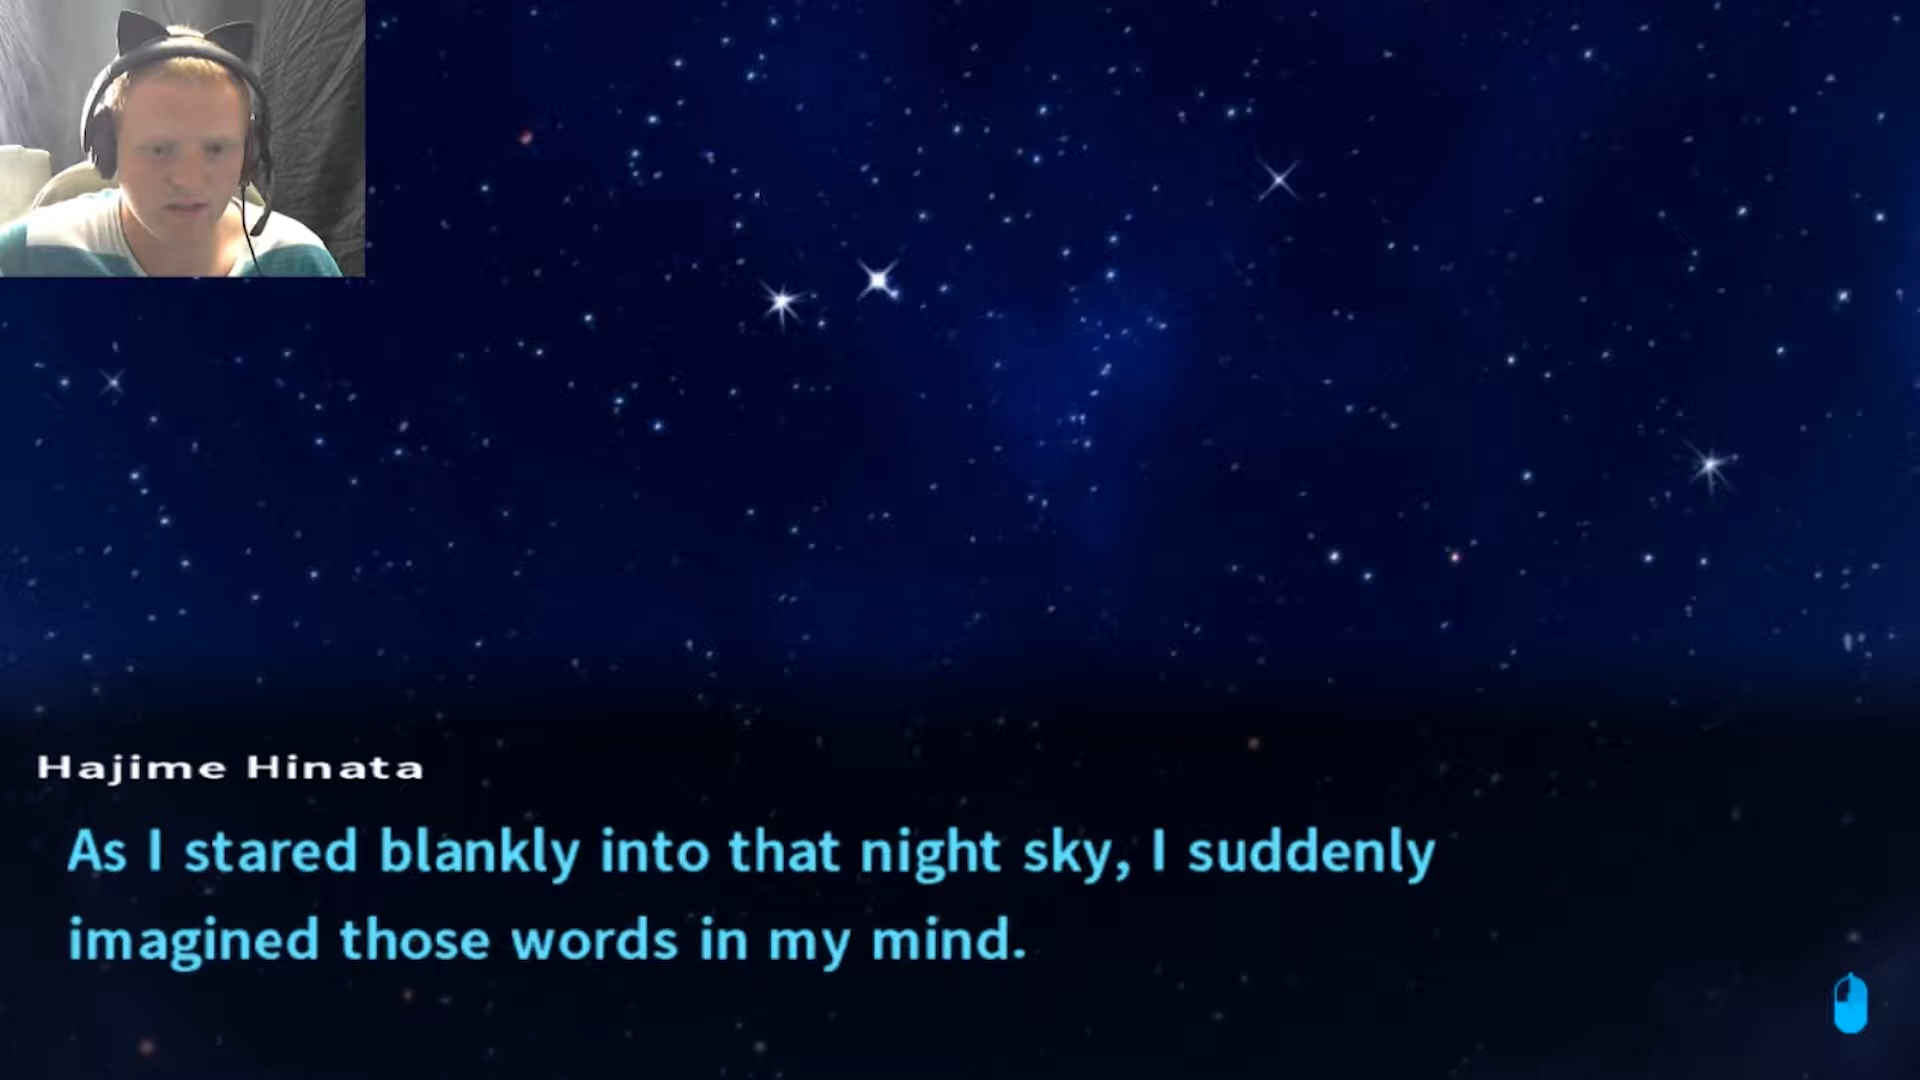 Hajime Hinata
As I stared blankly into that night sky, I suddenly
imagined those words in my mind.